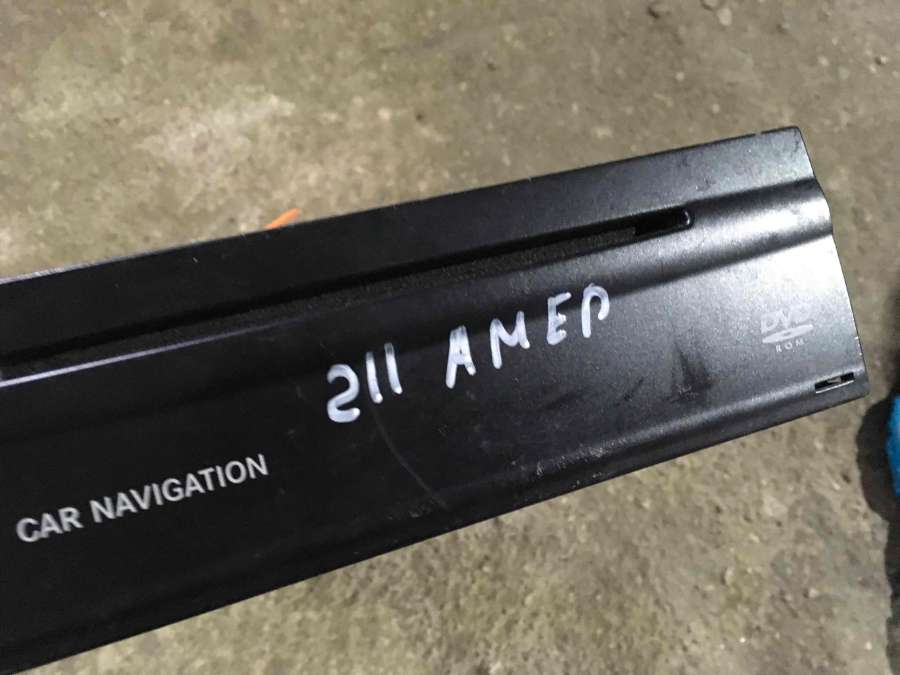 211 АМЕР
CAR NAVIGATION
DVD
ROM